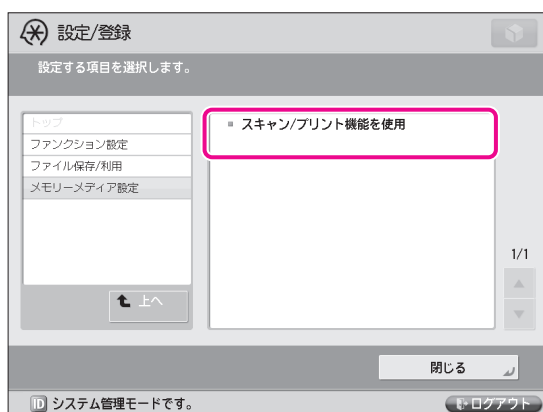 設定/登録
設定する項目を選択します。
トップ
ファンクション設定
ファイル保存/利用
メモリーメディア設定
上へ
スキャン/プリント機能を使用
1/1
閉じる
ID システム管理モードです。
ログアウト